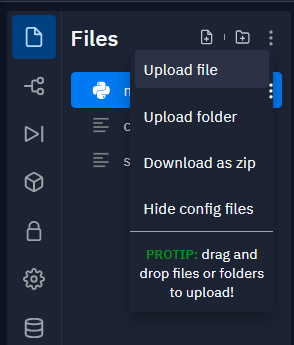 Files
Upload file
Upload folder
Download as zip
Hide config files
PROTIP: drag and
drop files or folders
to upload!